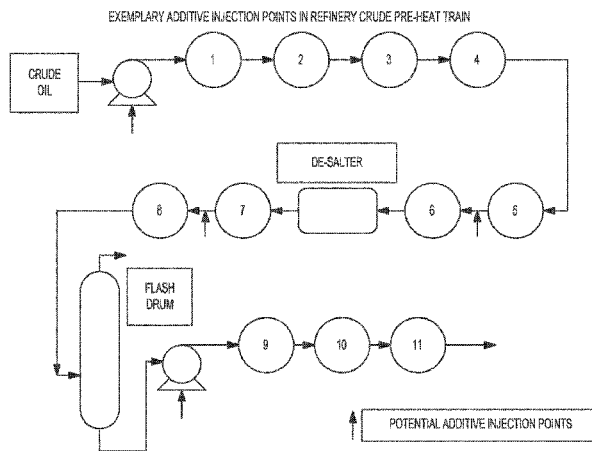 EXEMPLARY ADDITIVE INJECTION POINTS IN REFINERY CRUDE PRE-HEAT TRAIN
CRUDE
OIL
1
2
3
4
DE-SALTER
8
7
6
5
FLASH
DRUM
9
10
11
POTENTIAL ADDITIVE INJECTION POINTS